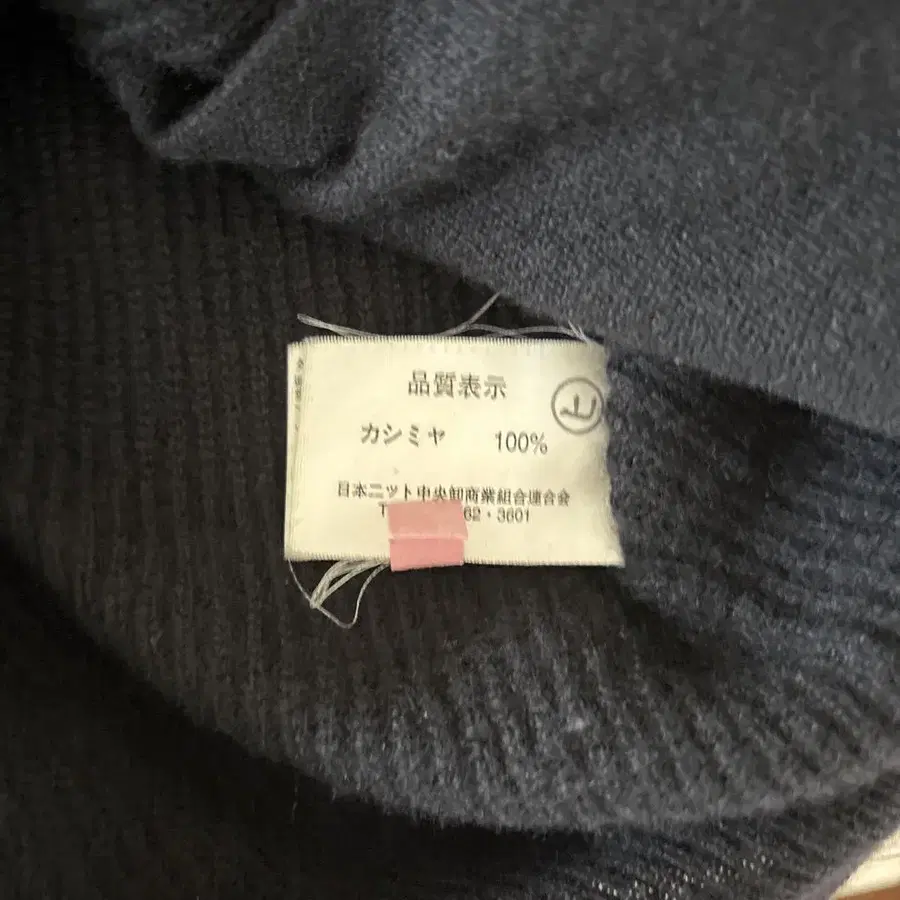 品質表示
カシミヤ 100%
日本ニット中央卸商業組合連合会
62・3601